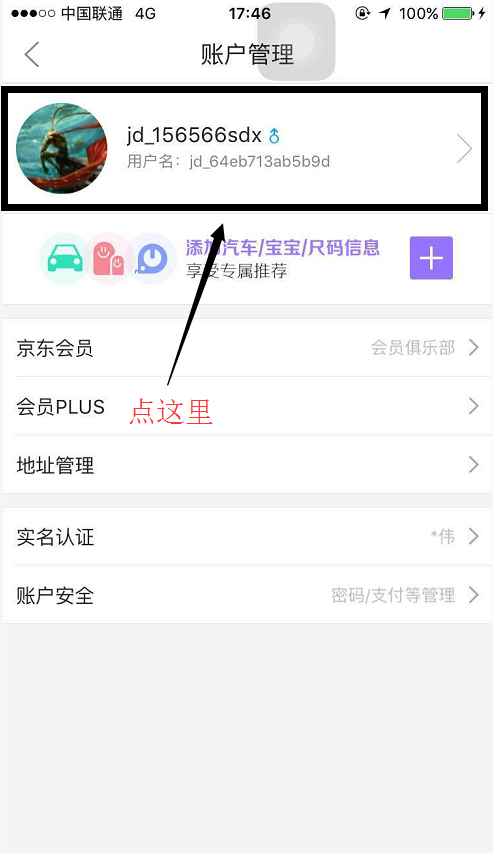 中国联通 4G 17:46 100%
账户管理
jd_156566sdx
用户名：jd_64eb713ab5b9d
添加汽车/宝宝/尺码信息
享受专属推荐
京东会员 会员俱乐部
会员PLUS
点这里
地址管理
实名认证 *伟
账户安全 密码/支付等管理